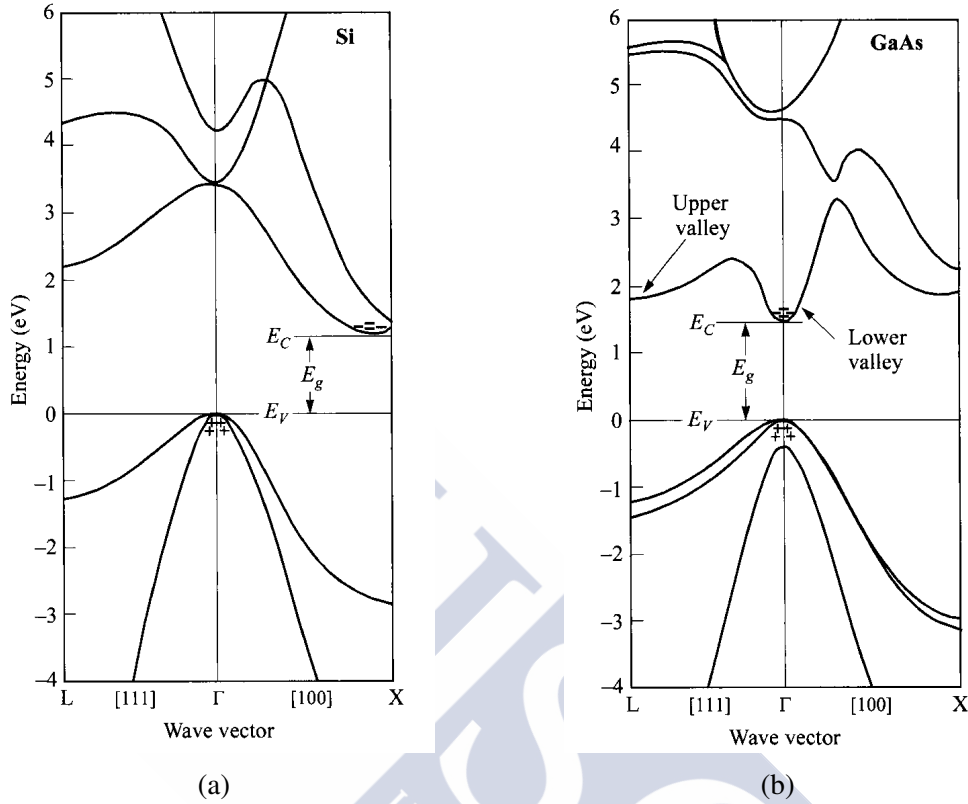 Si
6
5
4
3
2
1
0
–1
–2
–3
–4
Energy (eV)
E_C
E_g
E_V
L [111] Γ [100] X
Wave vector
(a)
GaAs
6
5
4
3
2
1
0
–1
–2
–3
–4
Energy (eV)
Upper
valley
Lower
valley
E_C
E_g
E_V
L [111] Γ [100] X
Wave vector
(b)